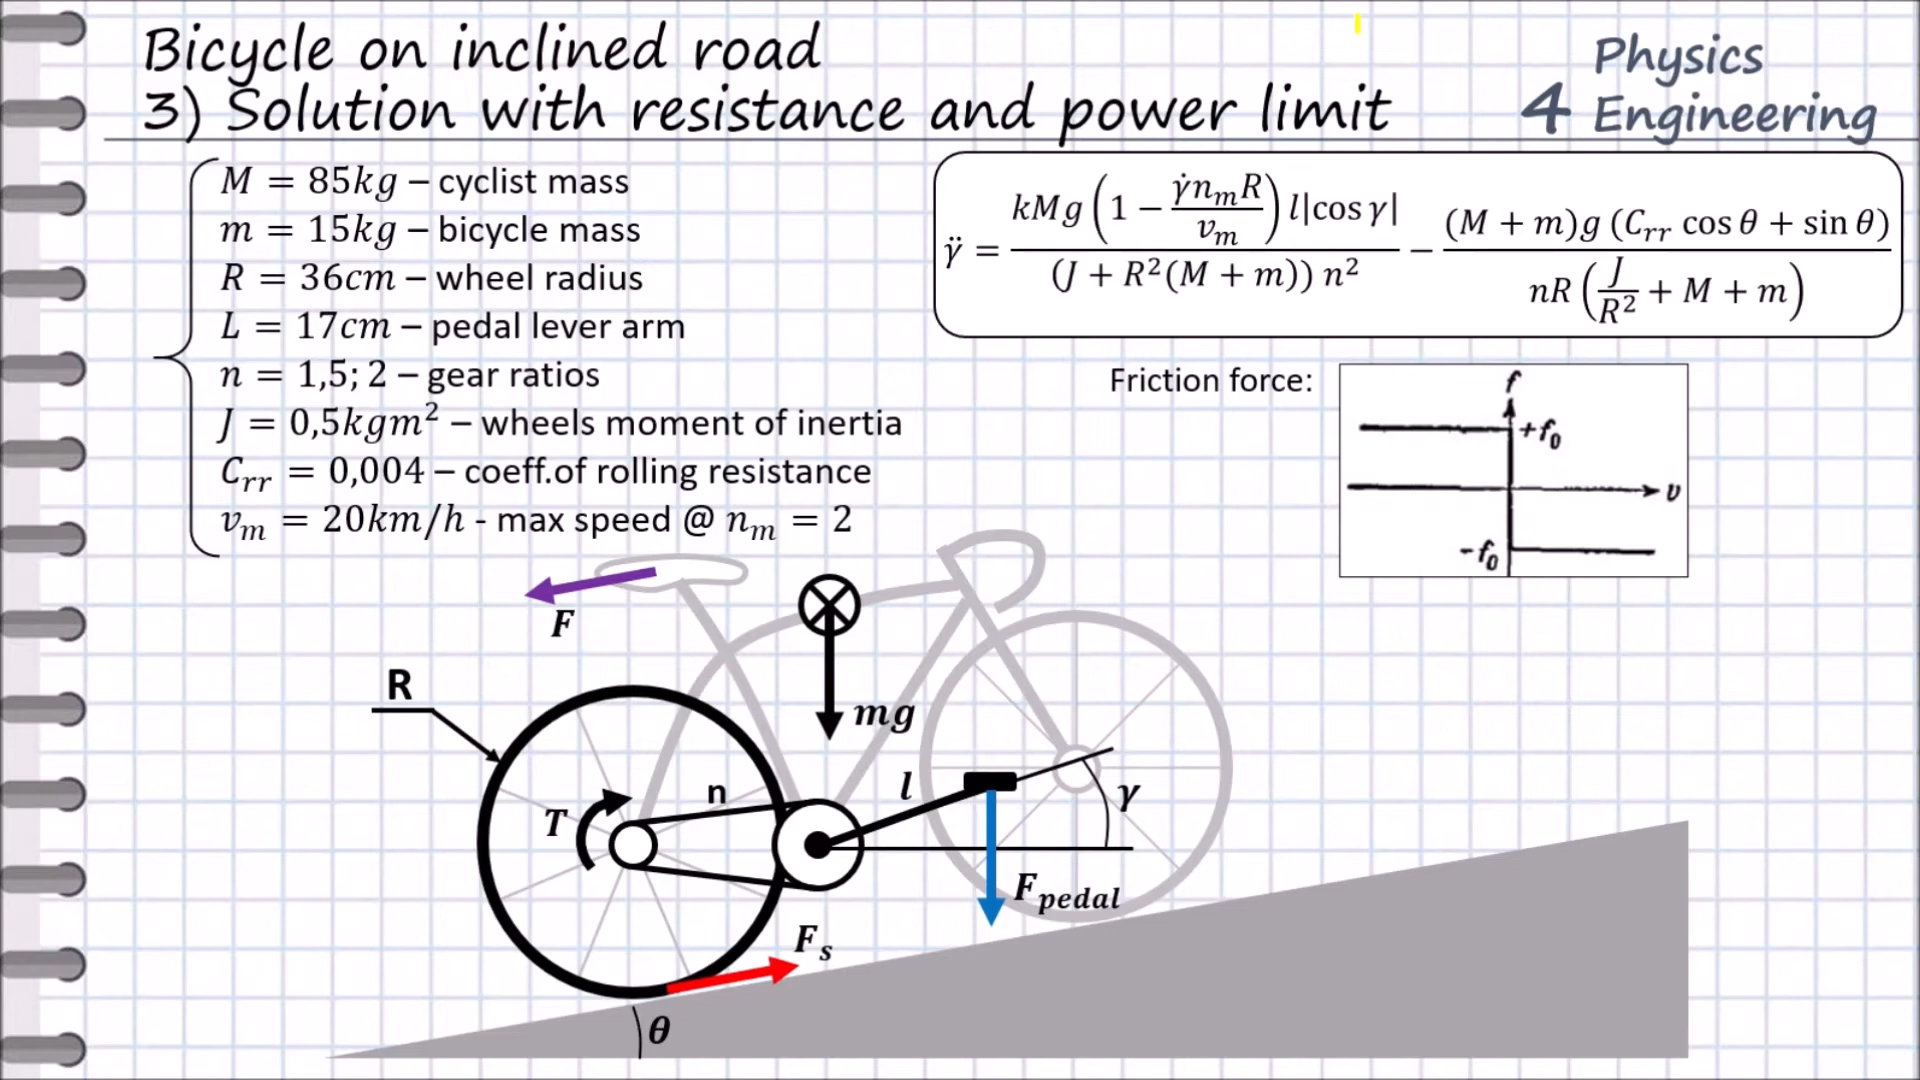 Bicycle on inclined road
3) Solution with resistance and power limit
Physics
4 Engineering
M = 85kg – cyclist mass
m = 15kg – bicycle mass
R = 36cm – wheel radius
L = 17cm – pedal lever arm
n = 1,5; 2 – gear ratios
J = 0,5kgm² – wheels moment of inertia
C_rr = 0,004 – coeff.of rolling resistance
v_m = 20km/h - max speed @ n_m = 2
γ̈ = kMg (1 − γ̇n_mR/v_m) l|cos γ| / ((J + R²(M + m)) n²) − (M + m)g (C_rr cos θ + sin θ) / (nR (J/R² + M + m))
Friction force:
f
+f₀
v
-f₀
F
R
mg
l
n
γ
T
F_pedal
F_s
θ